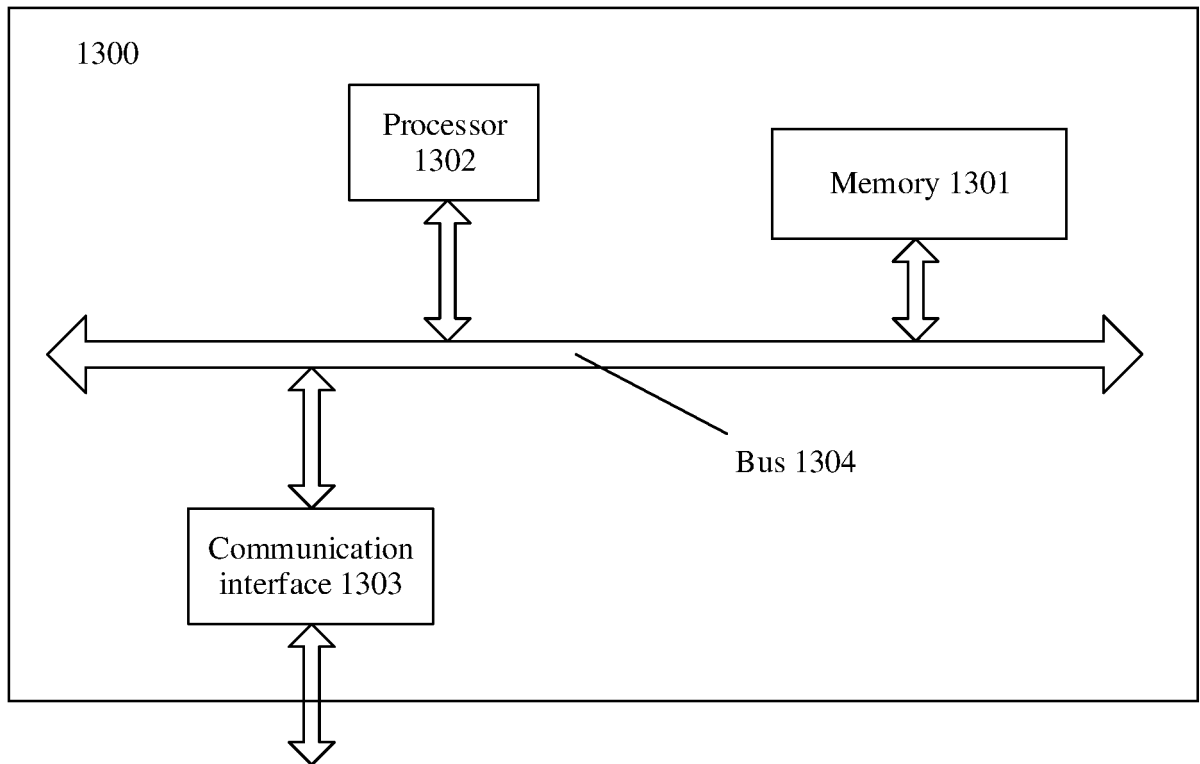 1300
Processor
1302
Memory 1301
Bus 1304
Communication
interface 1303